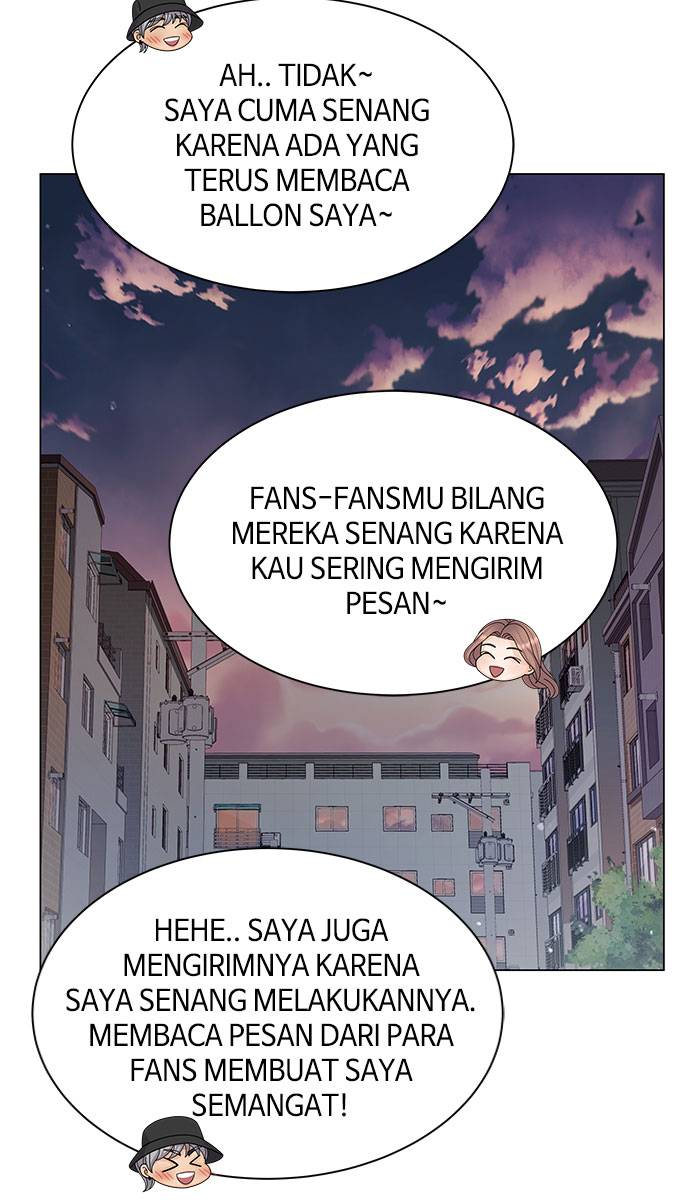 AH.. TIDAK~
SAYA CUMA SENANG
KARENA ADA YANG
TERUS MEMBACA
BALLON SAYA~
FANS-FANSMU BILANG
MEREKA SENANG KARENA
KAU SERING MENGIRIM
PESAN~
HEHE.. SAYA JUGA
MENGIRIMNYA KARENA
SAYA SENANG MELAKUKANNYA.
MEMBACA PESAN DARI PARA
FANS MEMBUAT SAYA
SEMANGAT!